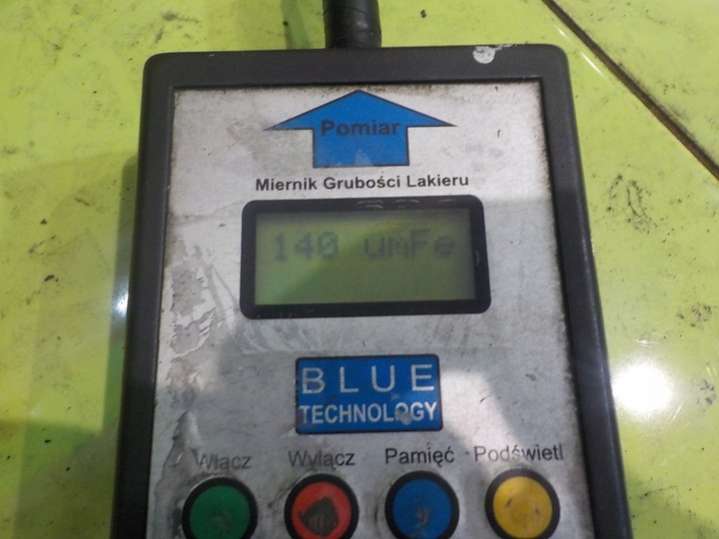 Pomiar
Miernik Grubości Lakieru
140 umFe
BLUE
TECHNOLOGY
Włącz Wyłącz Pamięć Podświetl